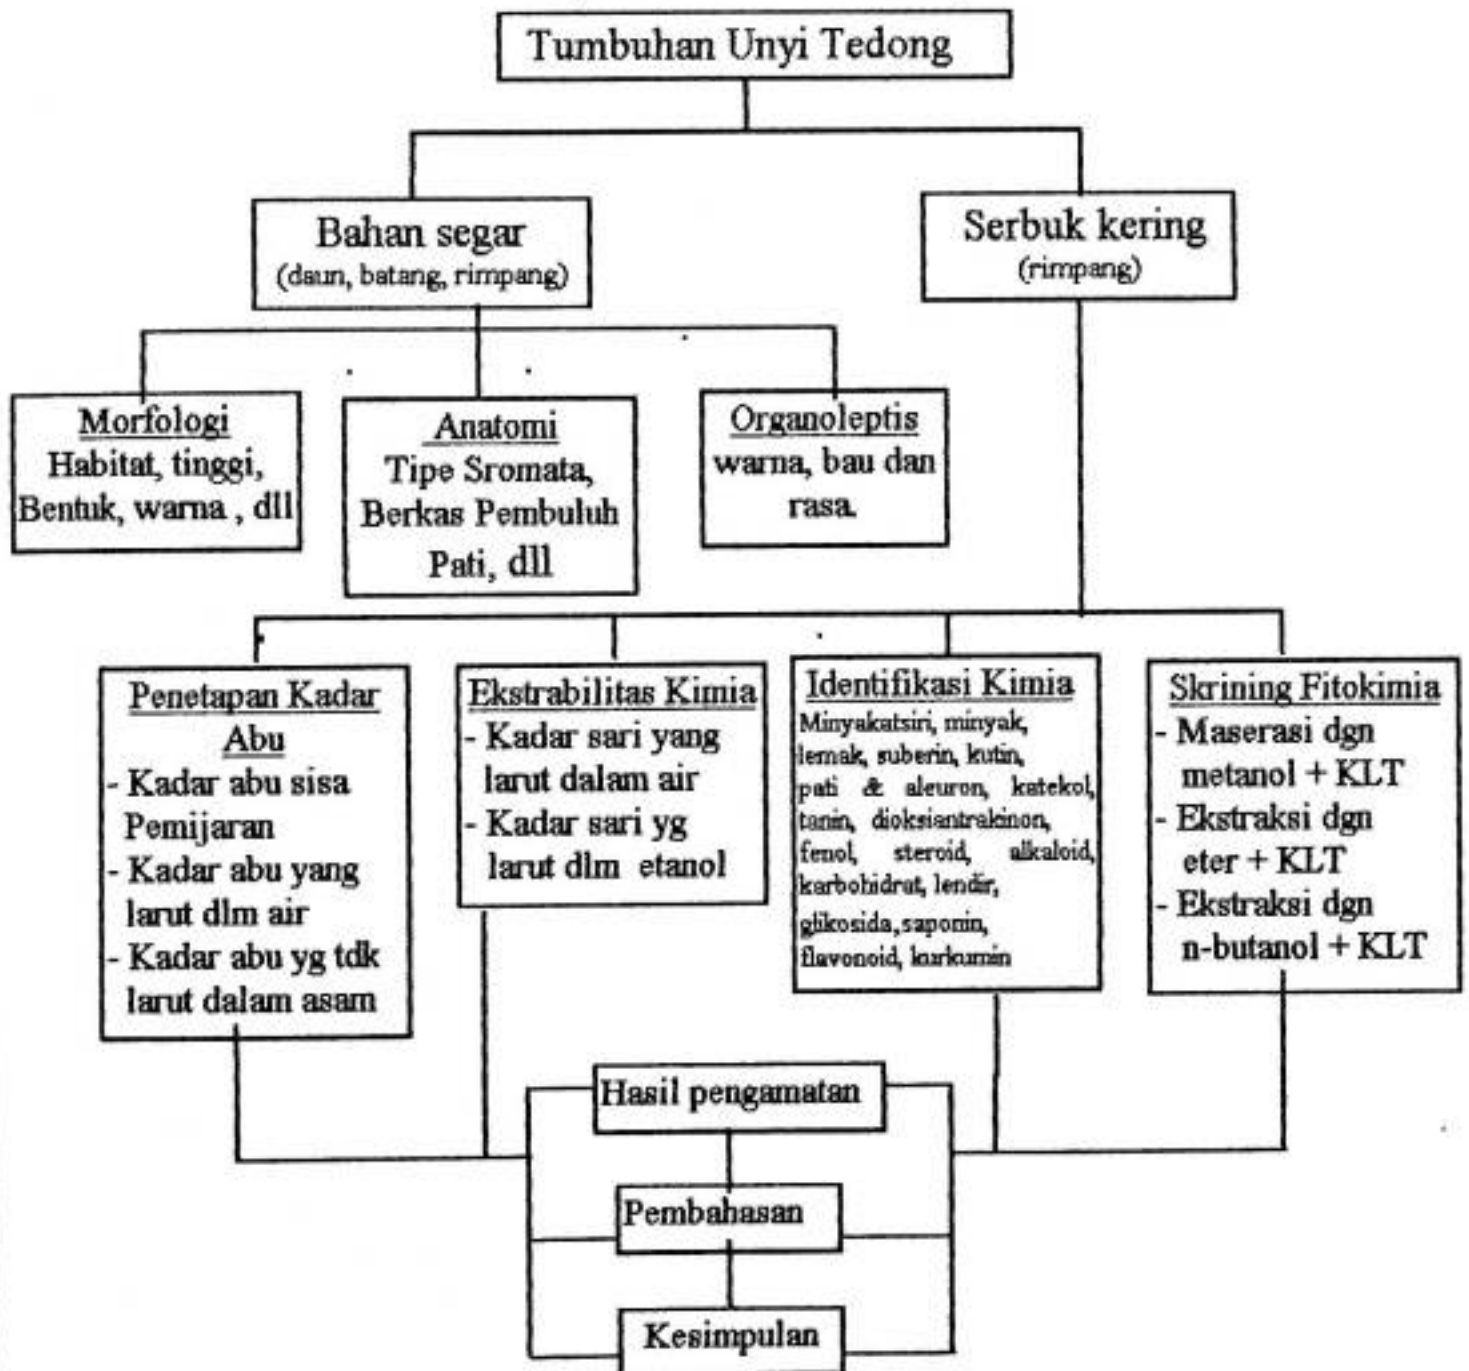 Tumbuhan Unyi Tedong
Bahan segar
(daun, batang, rimpang)
Serbuk kering
(rimpang)
Morfologi
Habitat, tinggi,
Bentuk, warna , dll
Anatomi
Tipe Sromata,
Berkas Pembuluh
Pati, dll
Organoleptis
warna, bau dan
rasa.
Penetapan Kadar
Abu
- Kadar abu sisa
Pemijaran
- Kadar abu yang
larut dlm air
- Kadar abu yg tdk
larut dalam asam
Ekstrabilitas Kimia
- Kadar sari yang
larut dalam air
- Kadar sari yg
larut dlm etanol
Identifikasi Kimia
Minyakatsiri, minyak,
lemak, suberin, kutin,
pati & aleuron, katekol,
tanin, dioksiantrakinon,
fenol, steroid, alkaloid,
karbohidrat, lendir,
glikosida, saponin,
flavonoid, kurkumin
Skrining Fitokimia
- Maserasi dgn
metanol + KLT
- Ekstraksi dgn
eter + KLT
- Ekstraksi dgn
n-butanol + KLT
Hasil pengamatan
Pembahasan
Kesimpulan